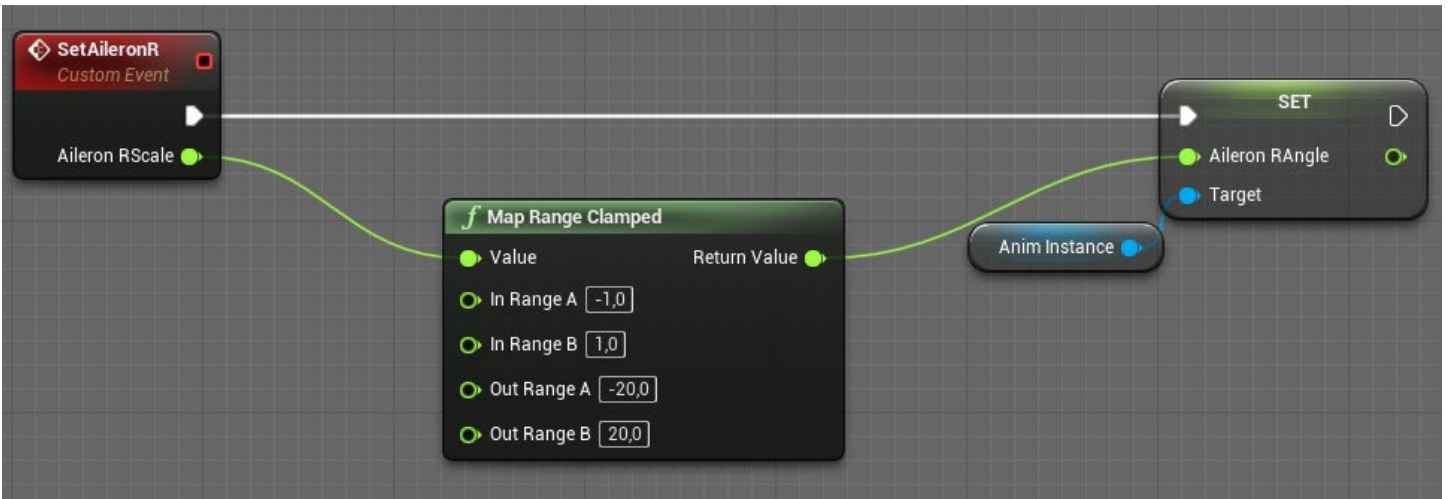 SetAileronR
Custom Event
Aileron RScale
Map Range Clamped
Value
Return Value
In Range A -1,0
In Range B 1,0
Out Range A -20,0
Out Range B 20,0
Anim Instance
SET
Aileron RAngle
Target